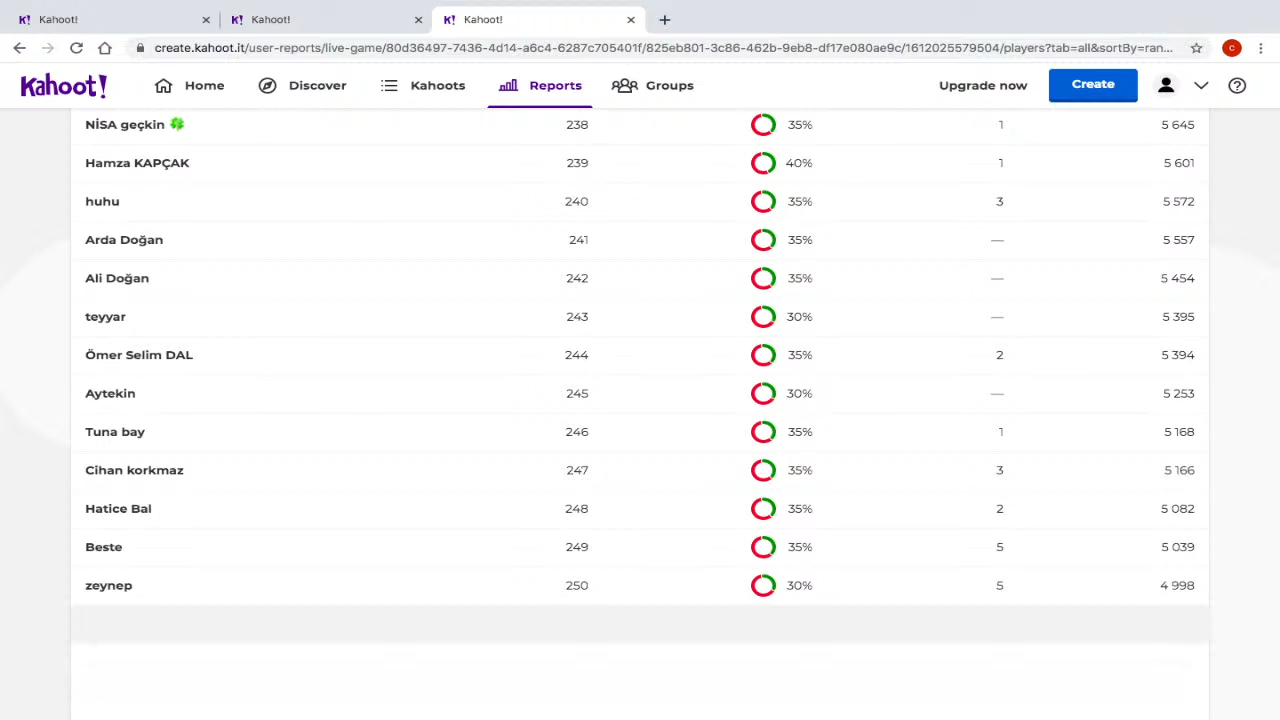 K! Kahoot!
K! Kahoot!
K! Kahoot!
create.kahoot.it/user-reports/live-game/80d36497-7436-4d14-a6c4-6287c705401f/825eb801-3c86-462b-9eb8-df17e080ae9c/1612025579504/players?tab=all&sortBy=ran...
C
Kahoot! Home Discover Kahoots Reports Groups Upgrade now Create
NİSA geçkin 🍀 238 35% 1 5 645
Hamza KAPÇAK 239 40% 1 5 601
huhu 240 35% 3 5 572
Arda Doğan 241 35% — 5 557
Ali Doğan 242 35% — 5 454
teyyar 243 30% — 5 395
Ömer Selim DAL 244 35% 2 5 394
Aytekin 245 30% — 5 253
Tuna bay 246 35% 1 5 168
Cihan korkmaz 247 35% 3 5 166
Hatice Bal 248 35% 2 5 082
Beste 249 35% 5 5 039
zeynep 250 30% 5 4 998